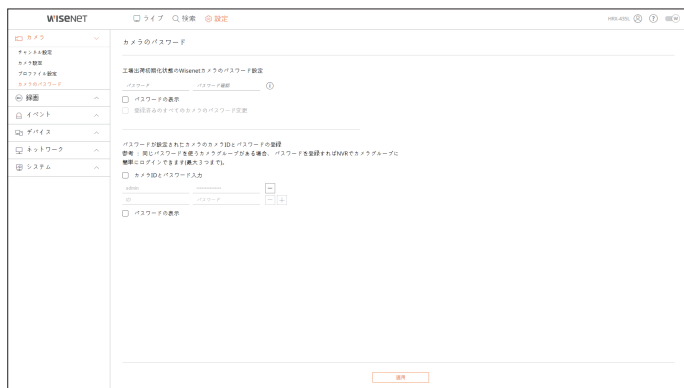 WISENET
ライブ 検索 設定
カメラ
チャンネル設定
カメラ設定
プロファイル設定
カメラのパスワード
録画
イベント
デバイス
ネットワーク
システム
カメラのパスワード
工場出荷初期化状態のWisenetカメラのパスワード設定
パスワード パスワード確認
パスワードの表示
登録済みのすべてのカメラのパスワード変更
パスワードが設定されたカメラのカメラIDとパスワードの登録
参考 : 同じパスワードを使うカメラグループがある場合、 パスワードを登録すればNVRでカメラグループに
簡単にログインできます(最大3つまで)。
カメラIDとパスワード入力
admin
ID パスワード
パスワードの表示
適用